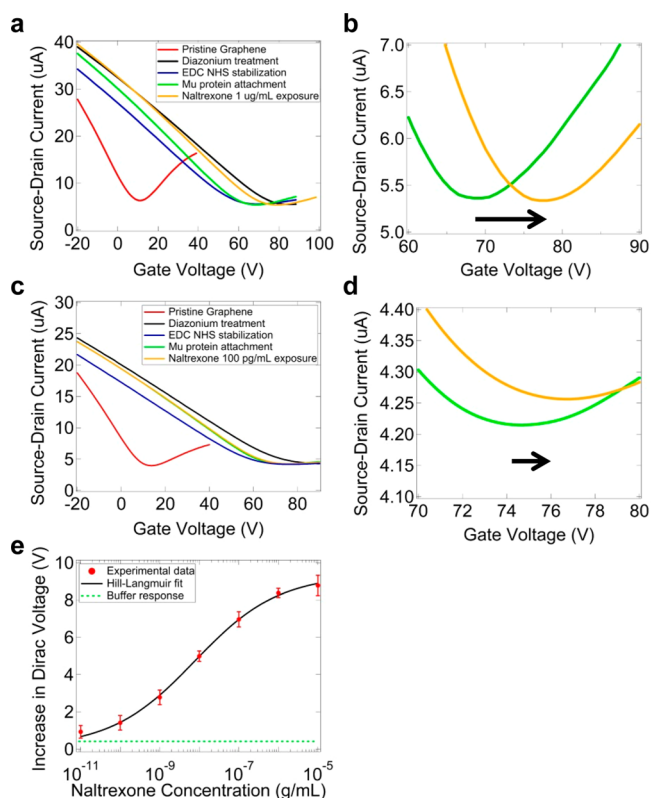 a
Source-Drain Current (uA)
40
30
20
10
0
Pristine Graphene
Diazonium treatment
EDC NHS stabilization
Mu protein attachment
Naltrexone 1 ug/mL exposure
-20 0 20 40 60 80 100
Gate Voltage (V)
b
Source-Drain Current (uA)
7.0
6.5
6.0
5.5
5.0
60 70 80 90
Gate Voltage (V)
c
Source-Drain Current (uA)
30
25
20
15
10
5
0
Pristine Graphene
Diazonium treatment
EDC NHS stabilization
Mu protein attachment
Naltrexone 100 pg/mL exposure
-20 0 20 40 60 80
Gate Voltage (V)
d
Source-Drain Current (uA)
4.40
4.35
4.30
4.25
4.20
4.15
4.10
70 72 74 76 78 80
Gate Voltage (V)
e
Increase in Dirac Voltage (V)
10
8
6
4
2
0
Experimental data
Hill-Langmuir fit
Buffer response
10-11 10-9 10-7 10-5
Naltrexone Concentration (g/mL)